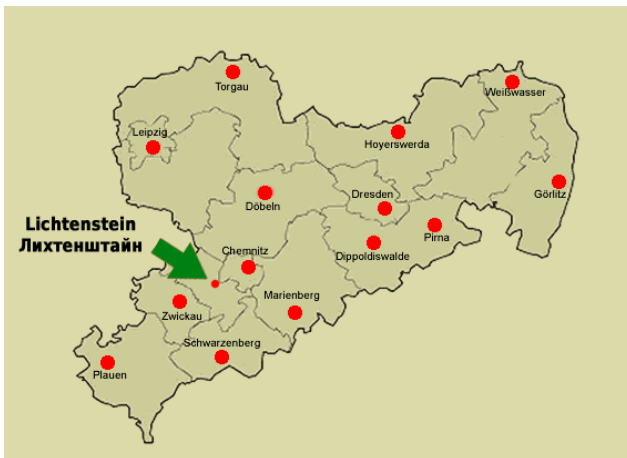 Torgau
Weißwasser
Leipzig
Hoyerswerda
Dresden
Görlitz
Döbeln
Lichtenstein
Лихтенштайн
Pirna
Chemnitz
Dippoldiswalde
Marienberg
Zwickau
Schwarzenberg
Plauen